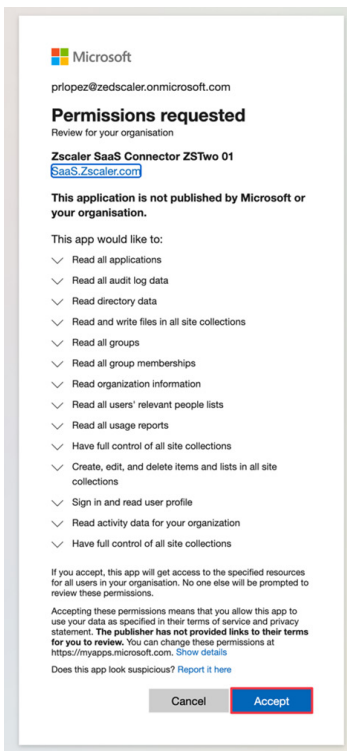 Microsoft
prlopez@zedscaler.onmicrosoft.com
Permissions requested
Review for your organisation
Zscaler SaaS Connector ZSTwo 01
SaaS.Zscaler.com
This application is not published by Microsoft or
your organisation.
This app would like to:
Read all applications
Read all audit log data
Read directory data
Read and write files in all site collections
Read all groups
Read all group memberships
Read organization information
Read all users' relevant people lists
Read all usage reports
Have full control of all site collections
Create, edit, and delete items and lists in all site
collections
Sign in and read user profile
Read activity data for your organization
Have full control of all site collections
If you accept, this app will get access to the specified resources
for all users in your organisation. No one else will be prompted to
review these permissions.
Accepting these permissions means that you allow this app to
use your data as specified in their terms of service and privacy
statement. The publisher has not provided links to their terms
for you to review. You can change these permissions at
https://myapps.microsoft.com. Show details
Does this app look suspicious? Report it here
Cancel Accept